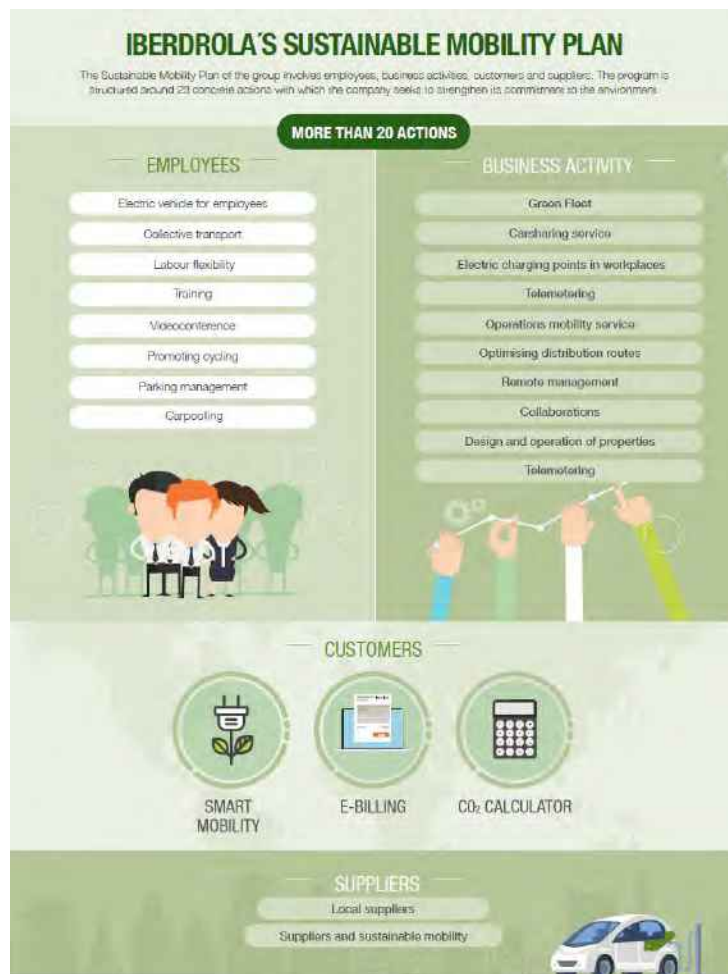 IBERDROLA´S SUSTAINABLE MOBILITY PLAN
The Sustainable Mobility Plan of the group involves employees, business activities, customers and suppliers. The program is
structured around 23 concrete actions with which the company seeks to strengthen its commitment to the environment.
MORE THAN 20 ACTIONS
EMPLOYEES
Electric vehicle for employees
Collective transport
Labour flexibility
Training
Videoconference
Promoting cycling
Parking management
Carpooling
BUSINESS ACTIVITY
Green Fleet
Carsharing service
Electric charging points in workplaces
Telemetering
Operations mobility service
Optimising distribution routes
Remote management
Collaborations
Design and operation of properties
Telemetering
CUSTOMERS
SMART
MOBILITY
E-BILLING
CO₂ CALCULATOR
SUPPLIERS
Local suppliers
Suppliers and sustainable mobility